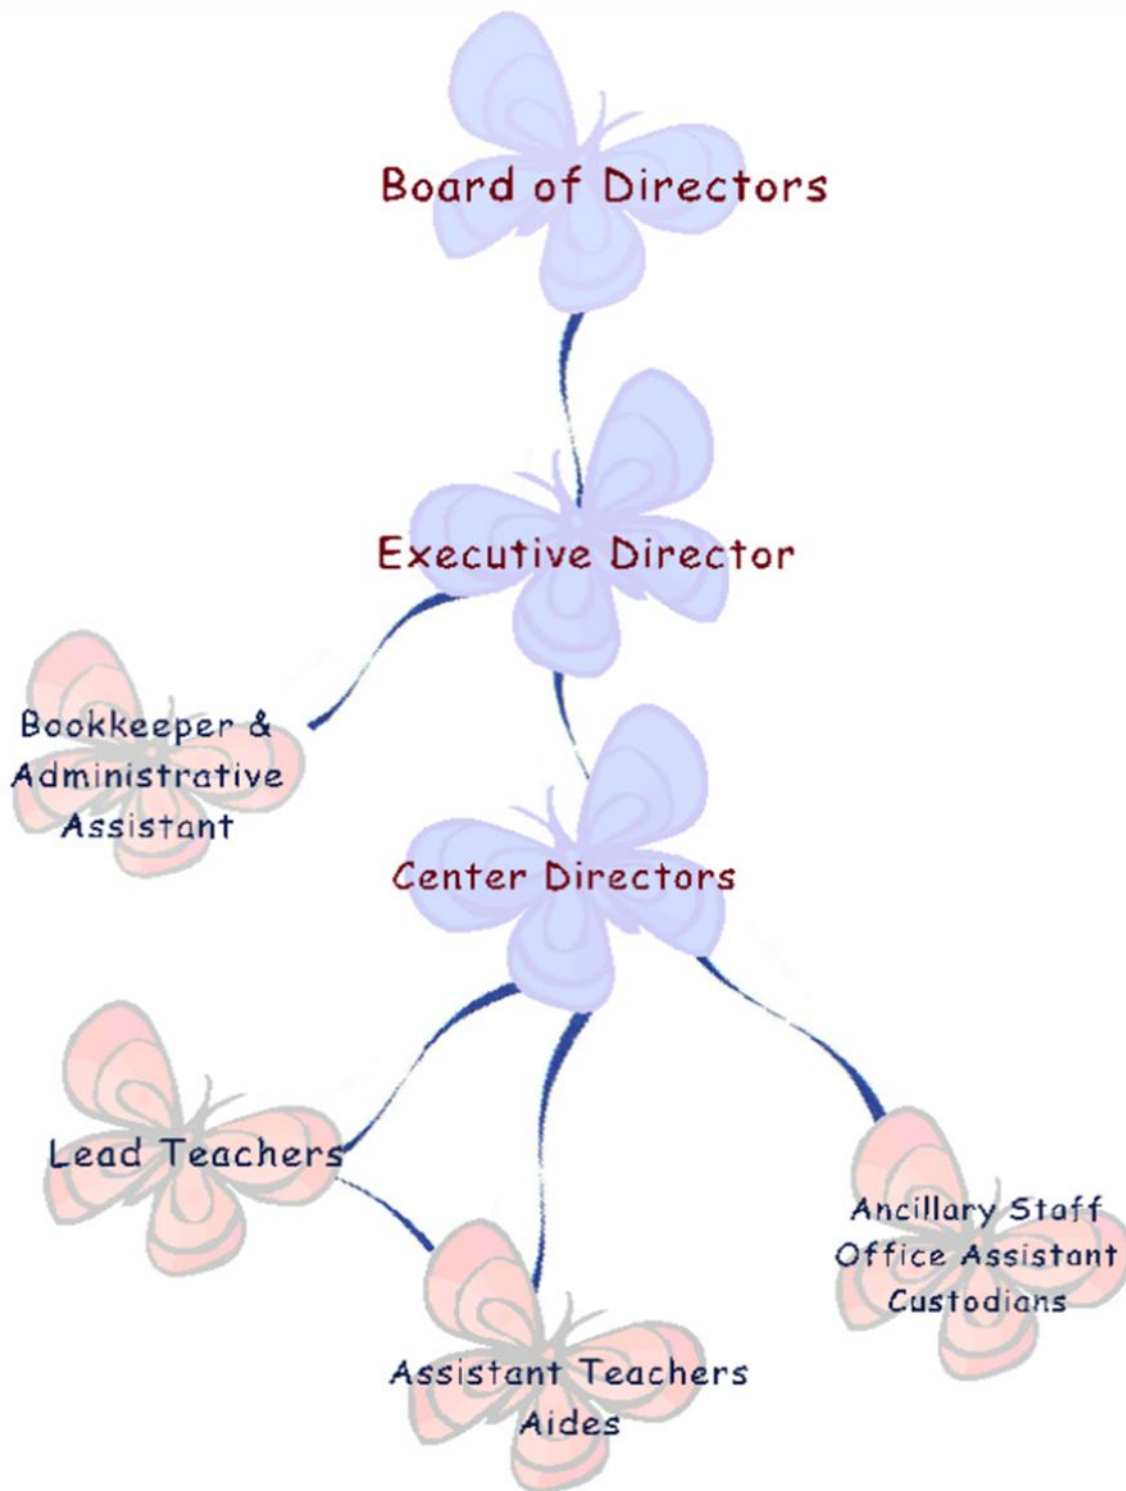 Board of Directors
Executive Director
Bookkeeper &
Administrative
Assistant
Center Directors
Lead Teachers
Ancillary Staff
Office Assistant
Custodians
Assistant Teachers
Aides